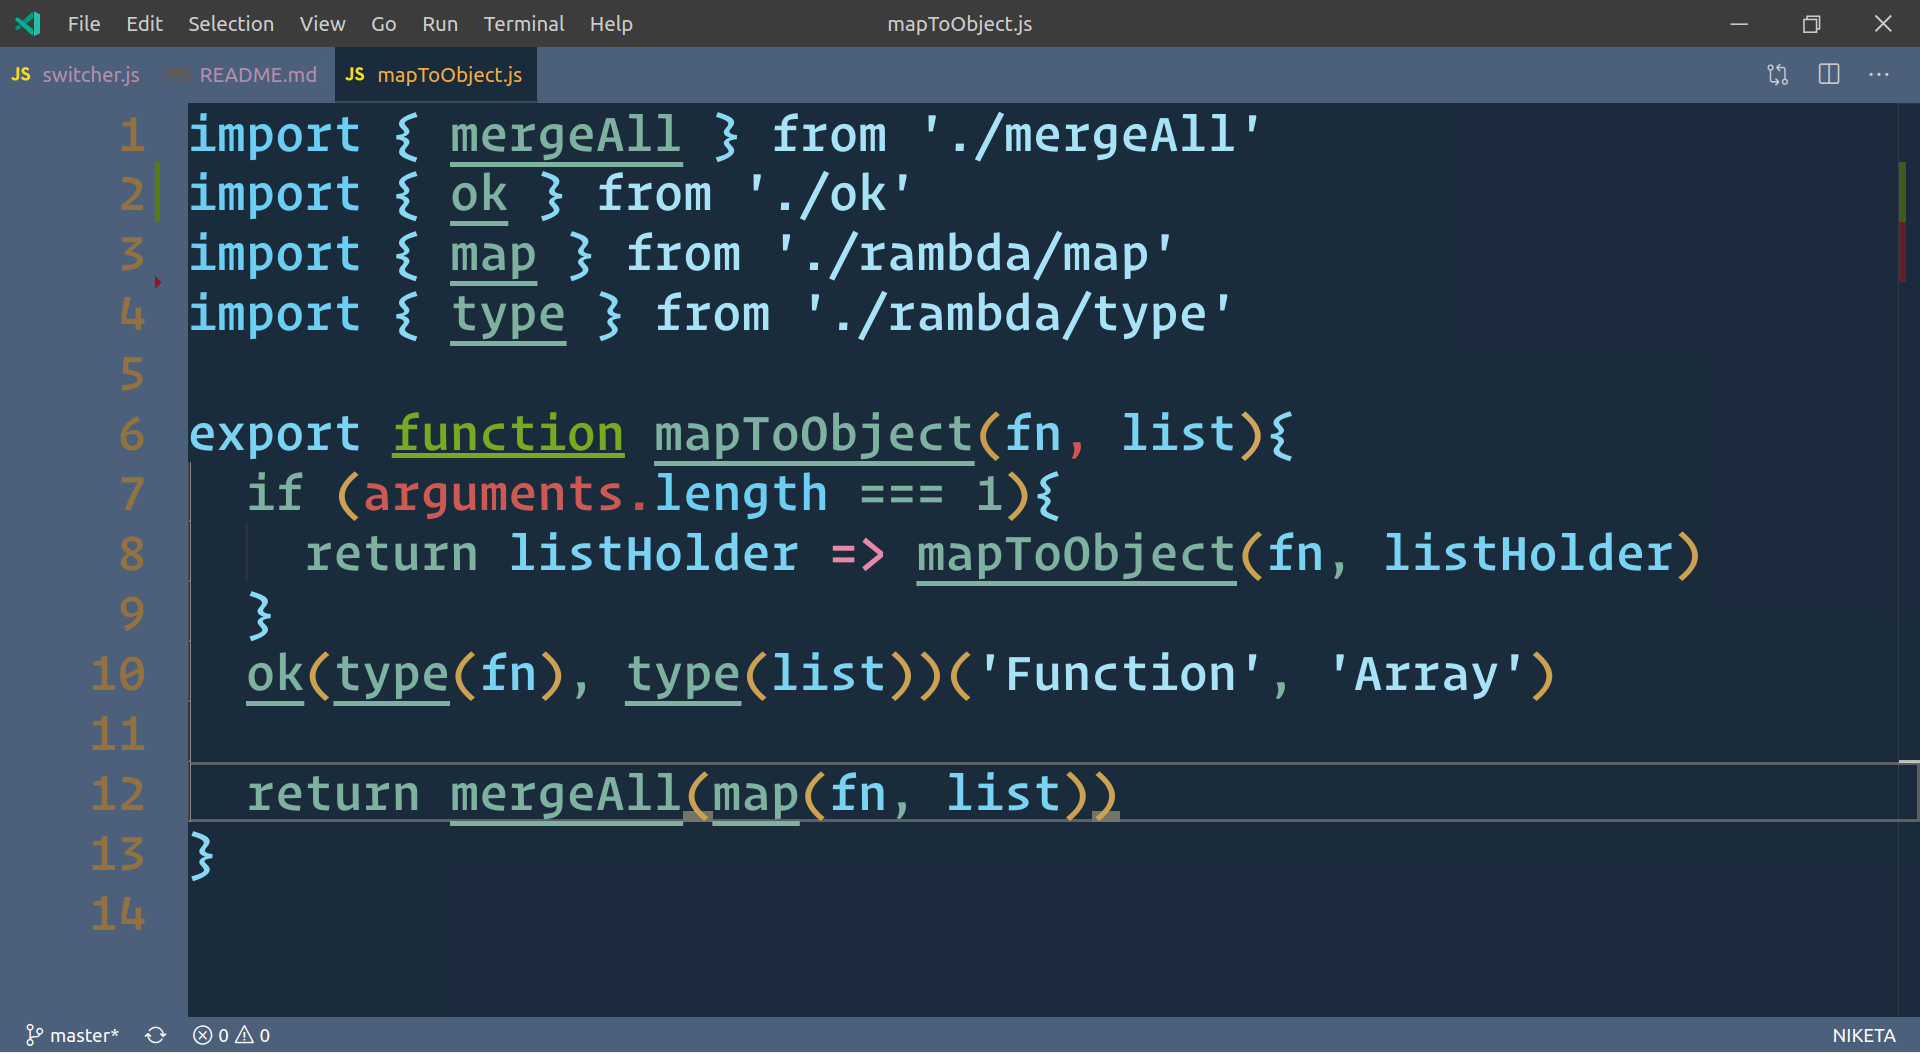 File Edit Selection View Go Run Terminal Help mapToObject.js
JS switcher.js README.md JS mapToObject.js
1 import { mergeAll } from './mergeAll'
2 import { ok } from './ok'
3 import { map } from './rambda/map'
4 import { type } from './rambda/type'
5
6 export function mapToObject(fn, list){
7 if (arguments.length === 1){
8 return listHolder => mapToObject(fn, listHolder)
9 }
10 ok(type(fn), type(list))('Function', 'Array')
11
12 return mergeAll(map(fn, list))
13 }
14
master* 0 0 NIKETA